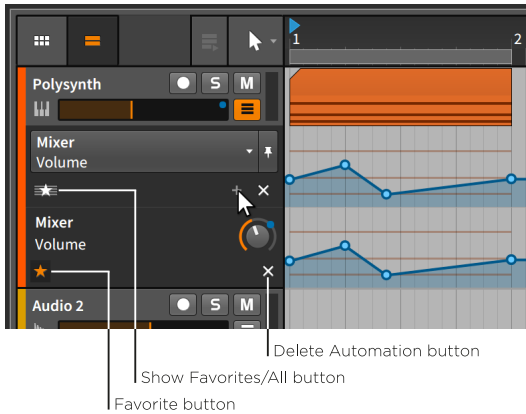 1
2
Polysynth
S
M
Mixer
Volume
Mixer
Volume
Audio 2
S
M
Delete Automation button
Show Favorites/All button
Favorite button